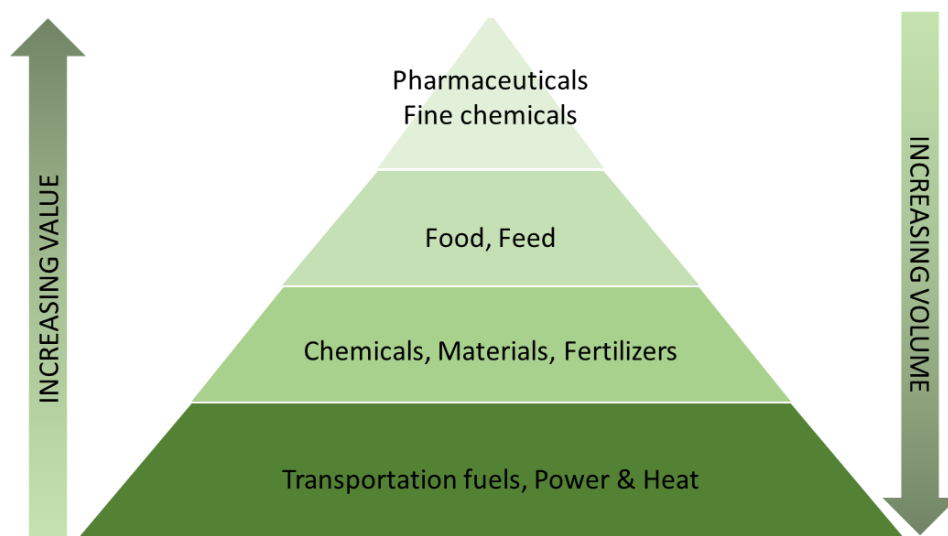 Pharmaceuticals
Fine chemicals
INCREASING VALUE
INCREASING VOLUME
Food, Feed
Chemicals, Materials, Fertilizers
Transportation fuels, Power & Heat